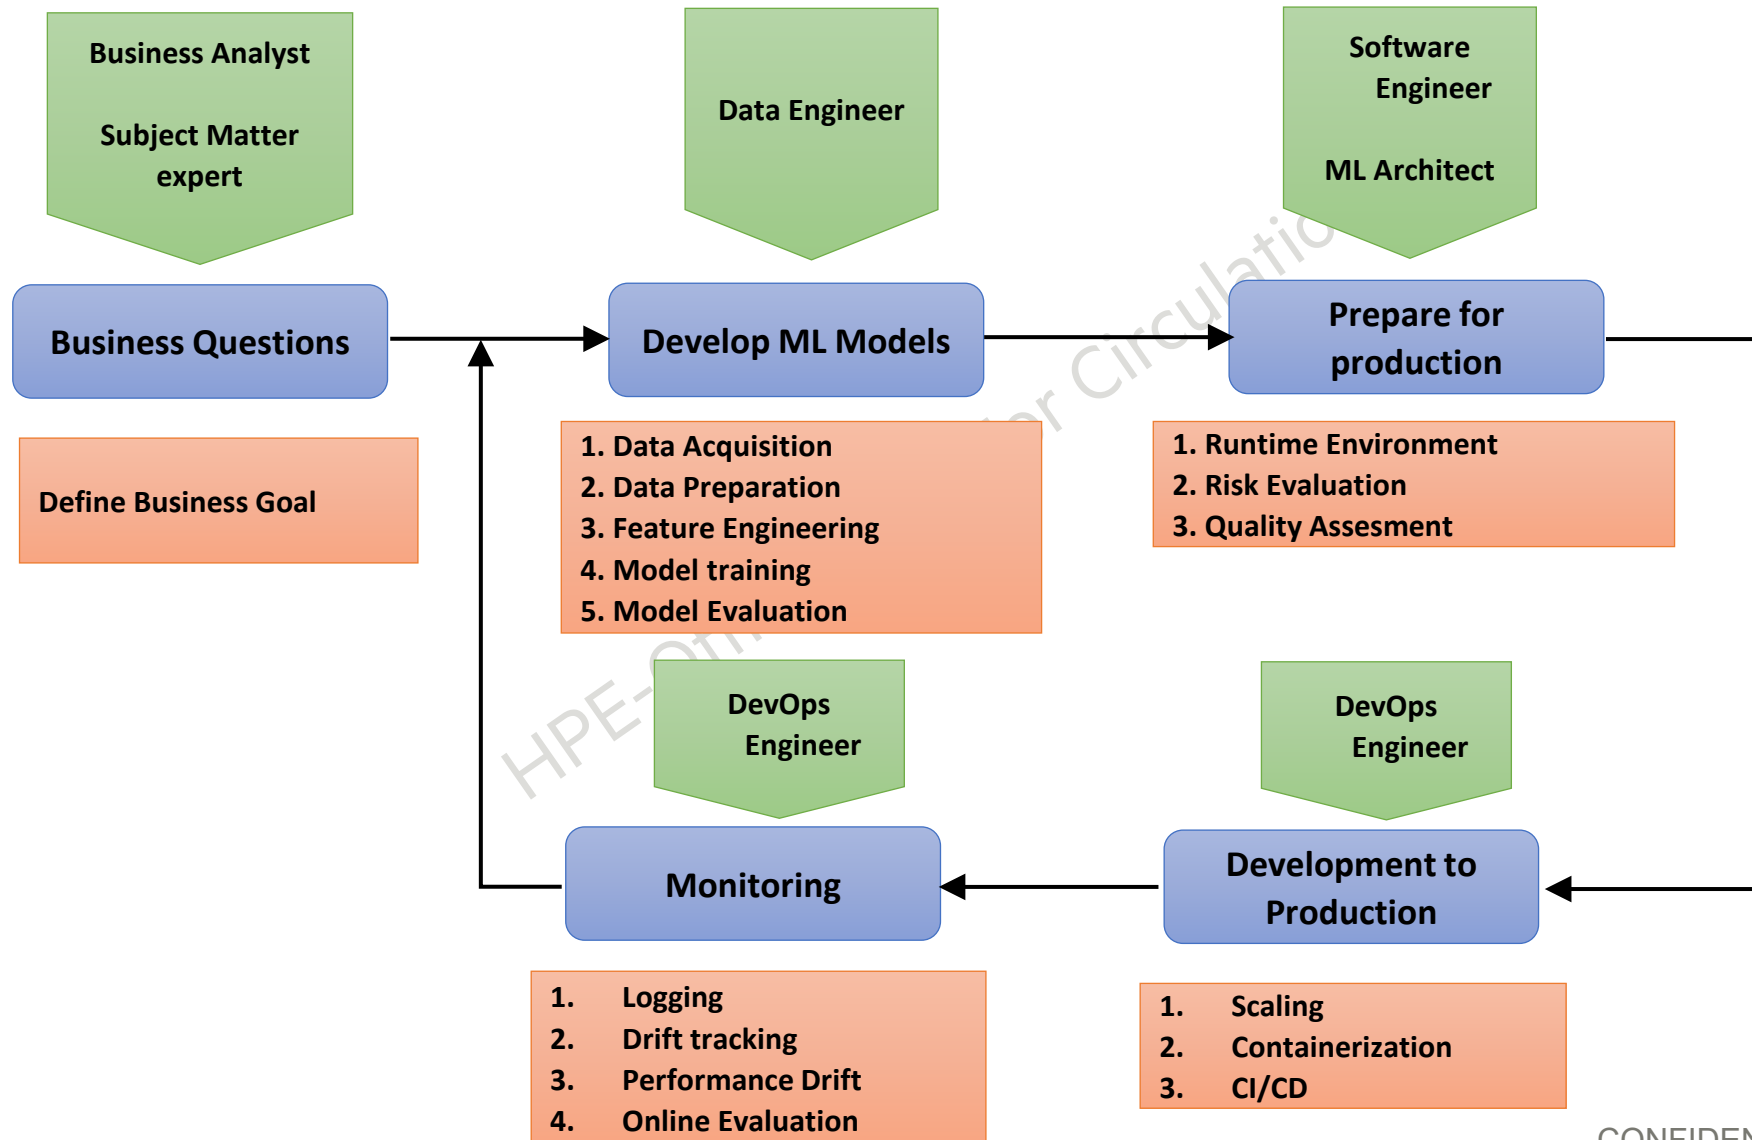 Business Analyst
Subject Matter
expert
Data Engineer
Software
Engineer
ML Architect
Business Questions
Develop ML Models
Prepare for
production
Define Business Goal
1. Data Acquisition
2. Data Preparation
3. Feature Engineering
4. Model training
5. Model Evaluation
1. Runtime Environment
2. Risk Evaluation
3. Quality Assesment
DevOps
Engineer
DevOps
Engineer
Monitoring
Development to
Production
1. Logging
2. Drift tracking
3. Performance Drift
4. Online Evaluation
1. Scaling
2. Containerization
3. CI/CD